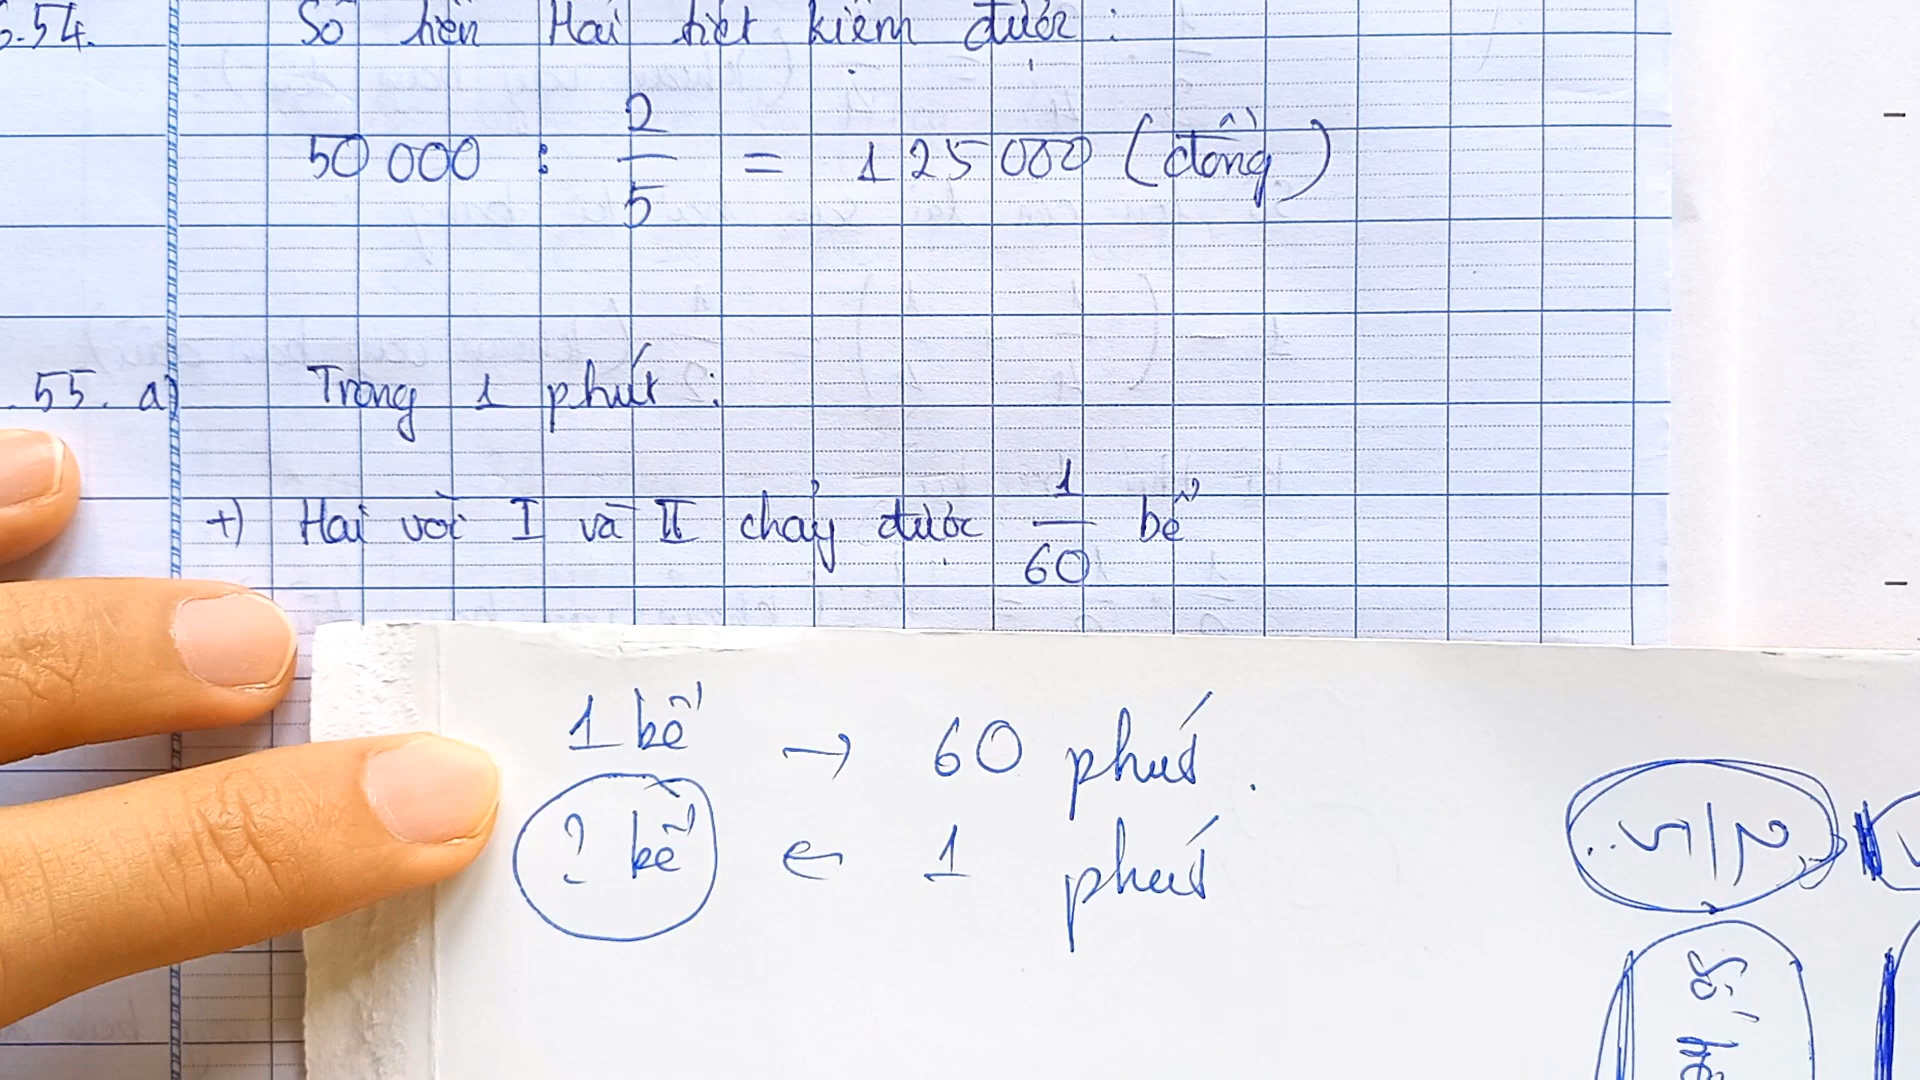 .54. Số tiền Hai tiết kiệm được :
50 000 : 2/5 = 125 000 (đồng)
.55. a) Trong 1 phút :
+) Hai vòi I và II chảy được 1/60 bể
1 bể → 60 phút.
? bể ← 1 phút